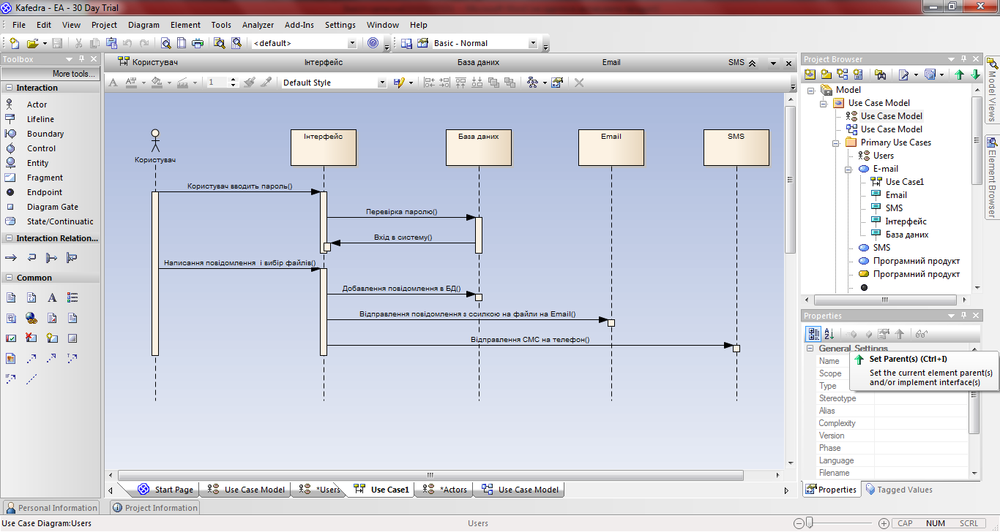 Kafedra - EA - 30 Day Trial
File Edit View Project Diagram Element Tools Analyzer Add-Ins Settings Window Help
<default> Basic - Normal
Toolbox
More tools...
Interaction
Actor
Lifeline
Boundary
Control
Entity
Fragment
Endpoint
Diagram Gate
State/Continuatic
Interaction Relation...
Common
Користувач Інтерфейс База даних Email SMS
1 Default Style
Користувач
Інтерфейс
База даних
Email
SMS
Користувач вводить пароль()
Перевірка паролю()
Вхід в систему()
Написання повідомлення і вибір файлів()
Добавлення повідомлення в БД()
Відправлення повідомлення з ссилкою на файли на Email()
Відправлення СМС на телефон()
Start Page Use Case Model *Users Use Case1 *Actors Use Case Model
Project Browser
Model
Use Case Model
Use Case Model
Use Case Model
Primary Use Cases
Users
E-mail
Use Case1
Email
SMS
Інтерфейс
База даних
SMS
Програмний продукт
Програмний продукт
Model Views
Element Browser
Properties
General Settings
Name
Scope
Type
Stereotype
Alias
Complexity
Version
Phase
Language
Filename
Set Parent(s) (Ctrl+I)
Set the current element parent(s)
and/or implement interface(s)
Properties Tagged Values
Personal Information Project Information
Use Case Diagram:Users Users CAP NUM SCRL